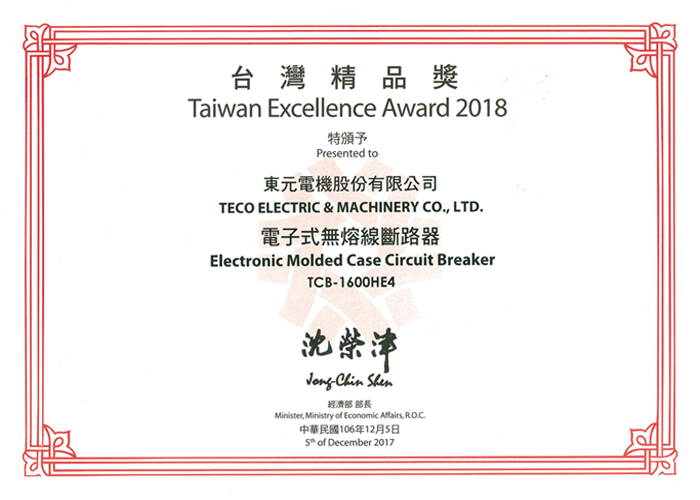 台灣精品獎
Taiwan Excellence Award 2018
特頒予
Presented to
東元電機股份有限公司
TECO ELECTRIC & MACHINERY CO., LTD.
電子式無熔線斷路器
Electronic Molded Case Circuit Breaker
TCB-1600HE4
沈榮津
Jong-Chin Shen
經濟部 部長
Minister, Ministry of Economic Affairs, R.O.C.
中華民國106年12月5日
5th of December 2017